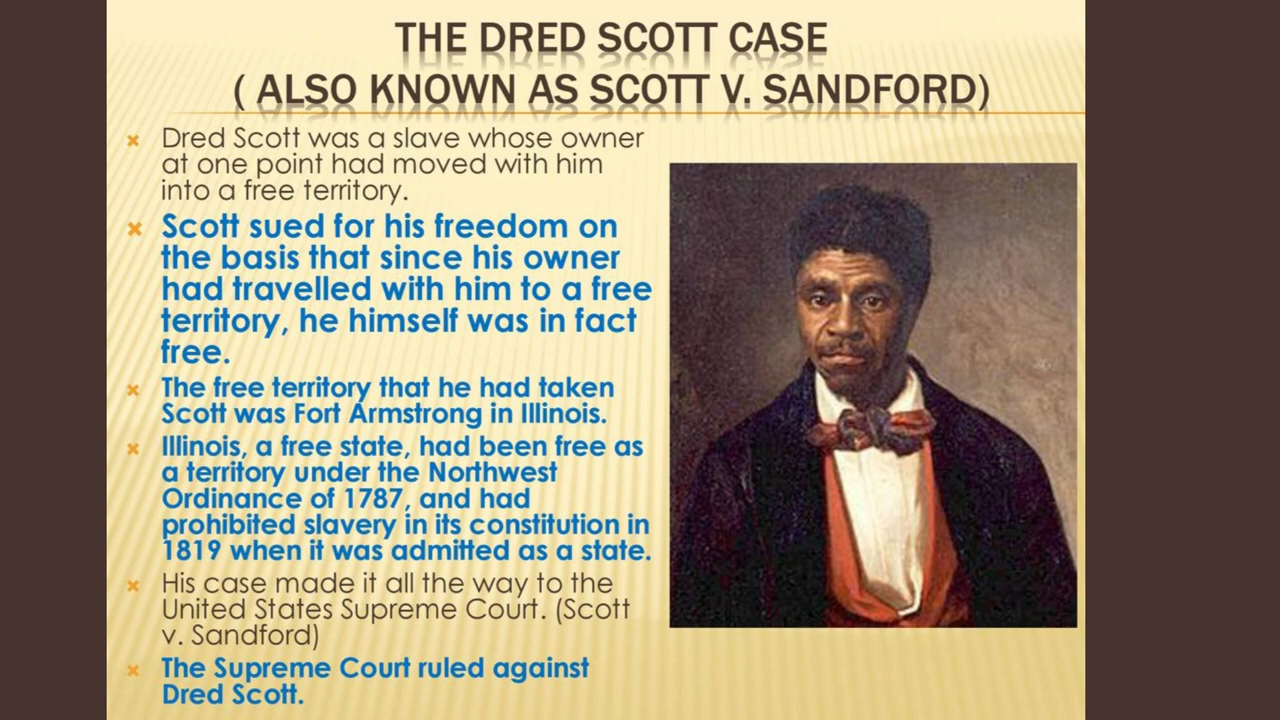 THE DRED SCOTT CASE
( ALSO KNOWN AS SCOTT V. SANDFORD)
Dred Scott was a slave whose owner
at one point had moved with him
into a free territory.
Scott sued for his freedom on
the basis that since his owner
had travelled with him to a free
territory, he himself was in fact
free.
The free territory that he had taken
Scott was Fort Armstrong in Illinois.
Illinois, a free state, had been free as
a territory under the Northwest
Ordinance of 1787, and had
prohibited slavery in its constitution in
1819 when it was admitted as a state.
His case made it all the way to the
United States Supreme Court. (Scott
v. Sandford)
The Supreme Court ruled against
Dred Scott.